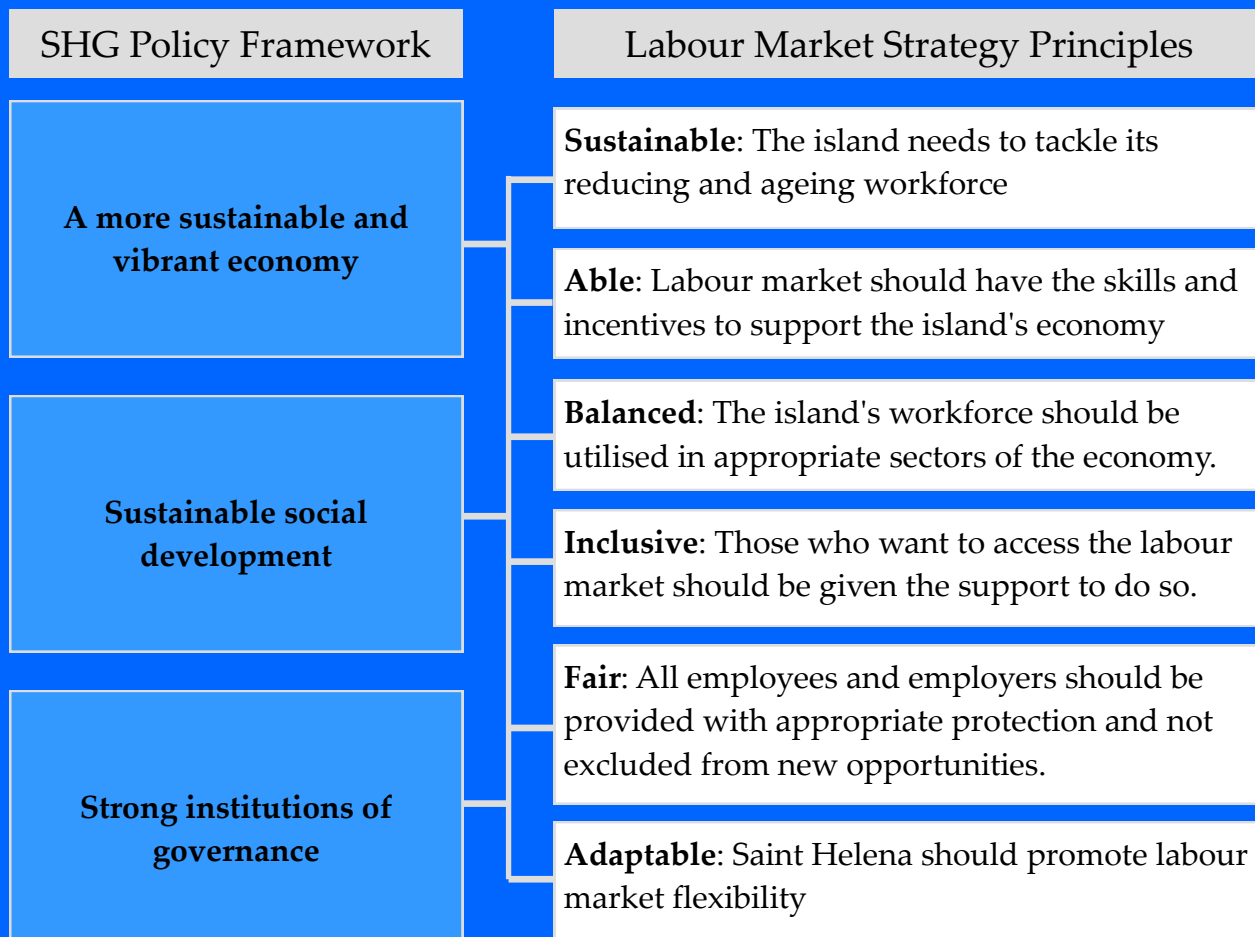 SHG Policy Framework
A more sustainable and
vibrant economy
Sustainable social
development
Strong institutions of
governance
Labour Market Strategy Principles
Sustainable: The island needs to tackle its
reducing and ageing workforce
Able: Labour market should have the skills and
incentives to support the island's economy
Balanced: The island's workforce should be
utilised in appropriate sectors of the economy.
Inclusive: Those who want to access the labour
market should be given the support to do so.
Fair: All employees and employers should be
provided with appropriate protection and not
excluded from new opportunities.
Adaptable: Saint Helena should promote labour
market flexibility